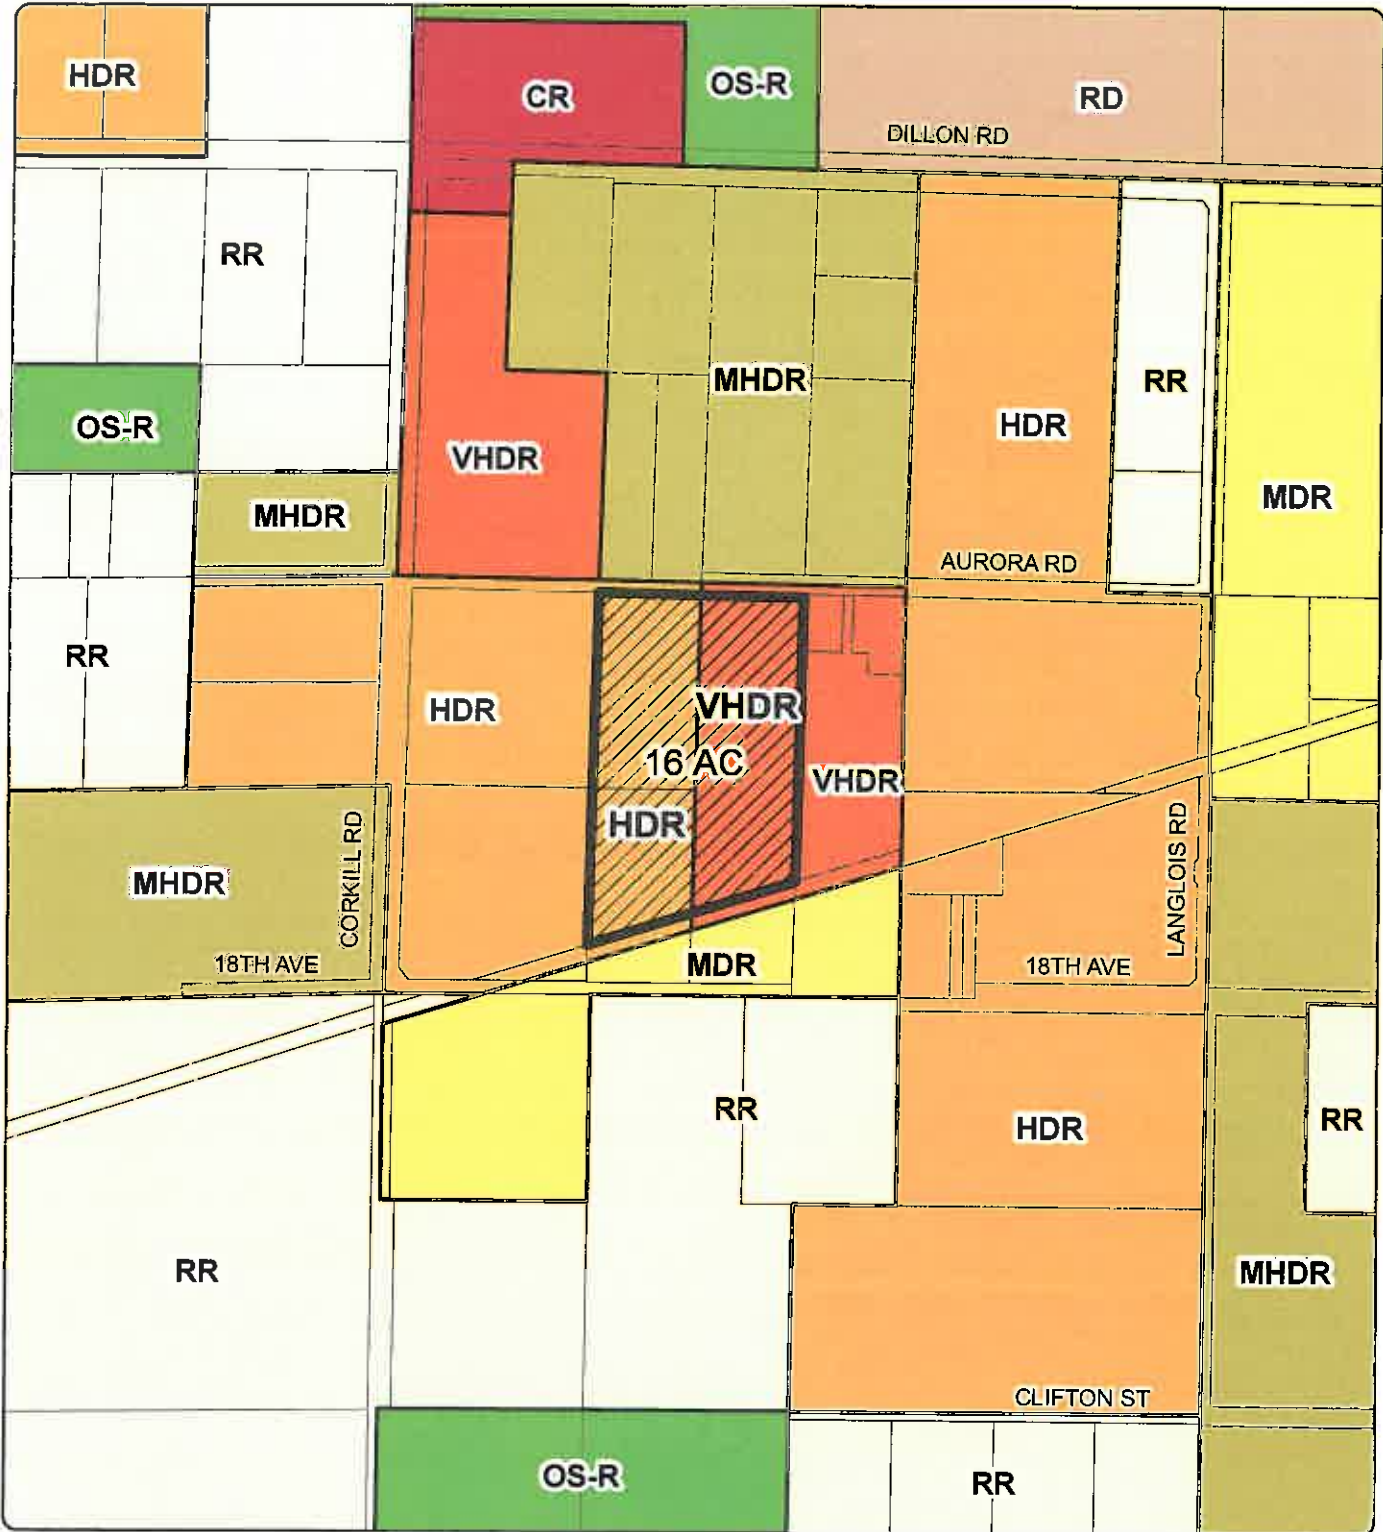 HDR
CR
OS-R
RD
DILLON RD
RR
MHDR
RR
HDR
OS-R
VHDR
MDR
MHDR
AURORA RD
RR
HDR
VHDR
16 AC
VHDR
HDR
MHDR
CORKILL RD
LANGLOIS RD
18TH AVE
MDR
18TH AVE
RR
HDR
RR
RR
MHDR
CLIFTON ST
OS-R
RR